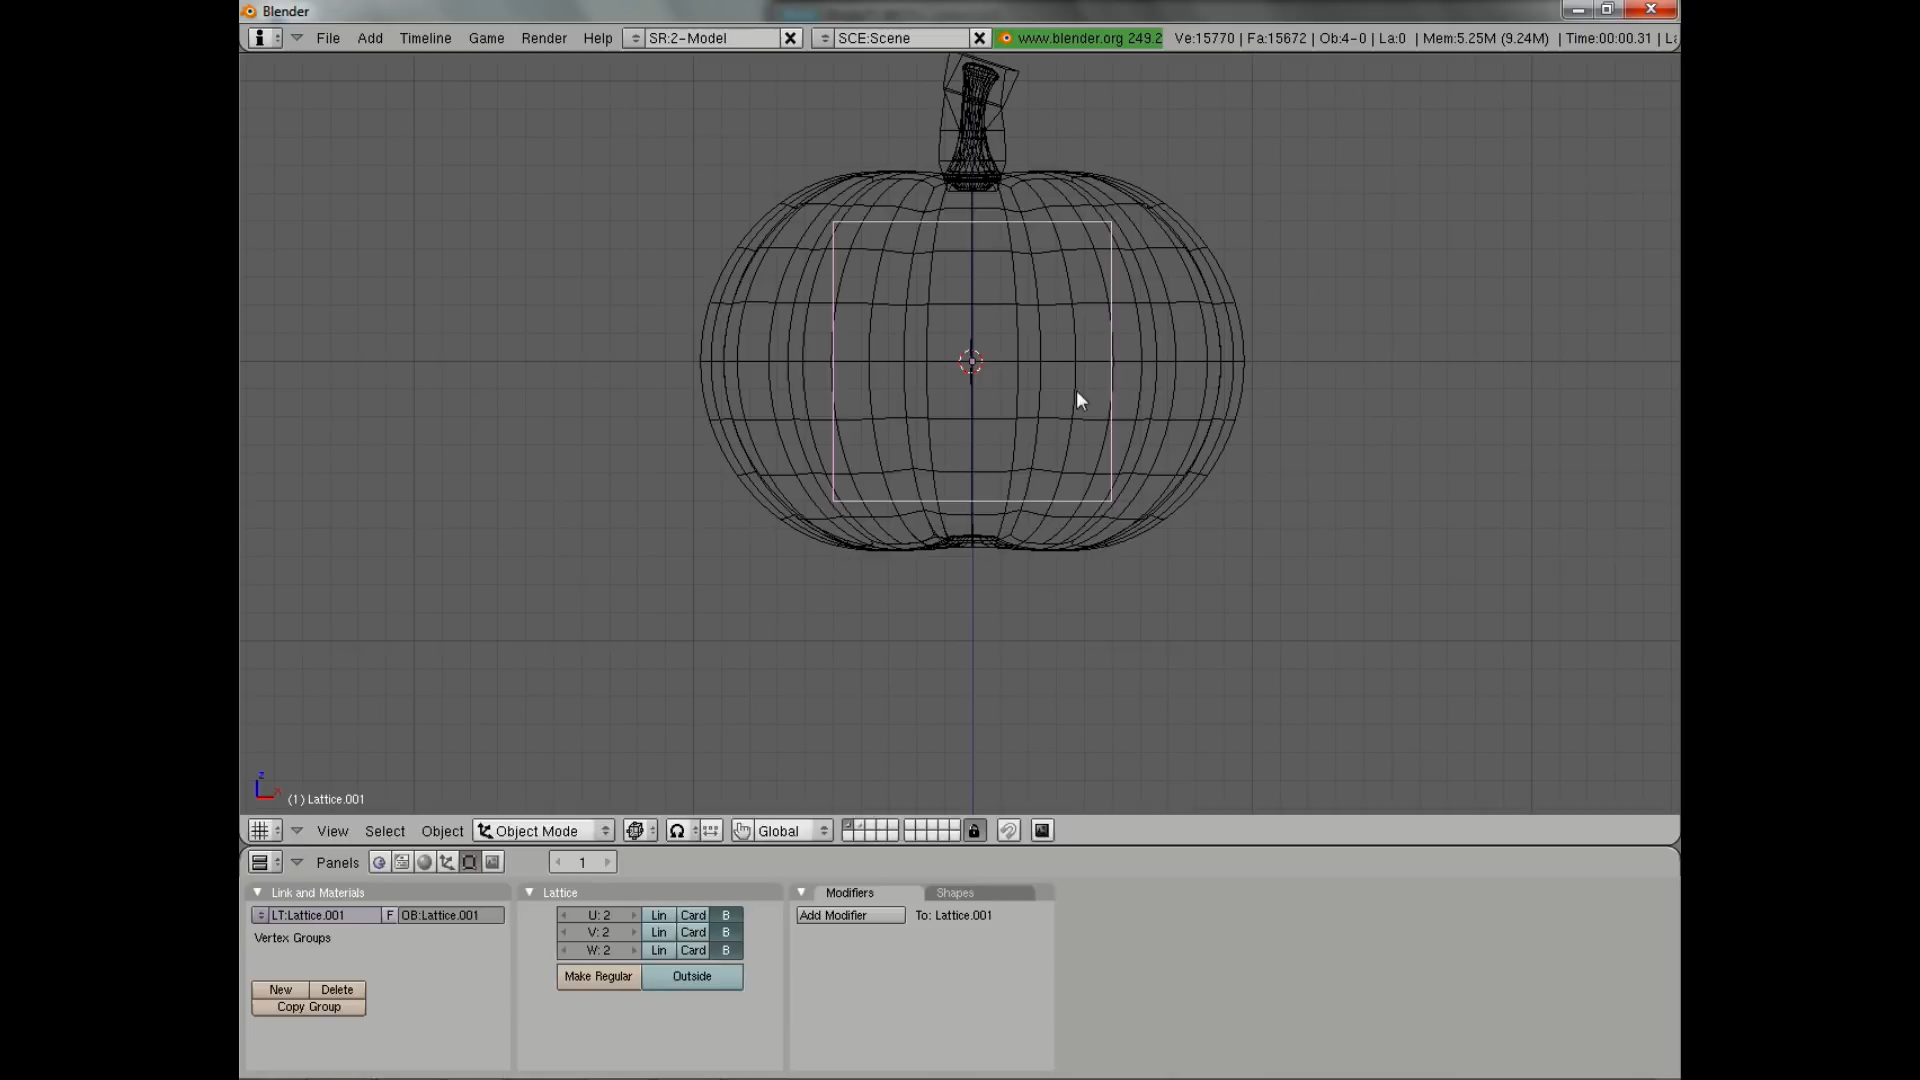 Blender
File Add Timeline Game Render Help SR:2-Model SCE:Scene www.blender.org 249.2 Ve:15770 | Fa:15672 | Ob:4-0 | La:0 | Mem:5.25M (9.24M) | Time:00:00.31 |
z
x
(1) Lattice.001
View Select Object Object Mode Global
Panels 1
Link and Materials Lattice Modifiers Shapes
LT:Lattice.001 F OB:Lattice.001 U: 2 Lin Card B Add Modifier To: Lattice.001
Vertex Groups V: 2 Lin Card B
W: 2 Lin Card B
Make Regular Outside
New Delete
Copy Group